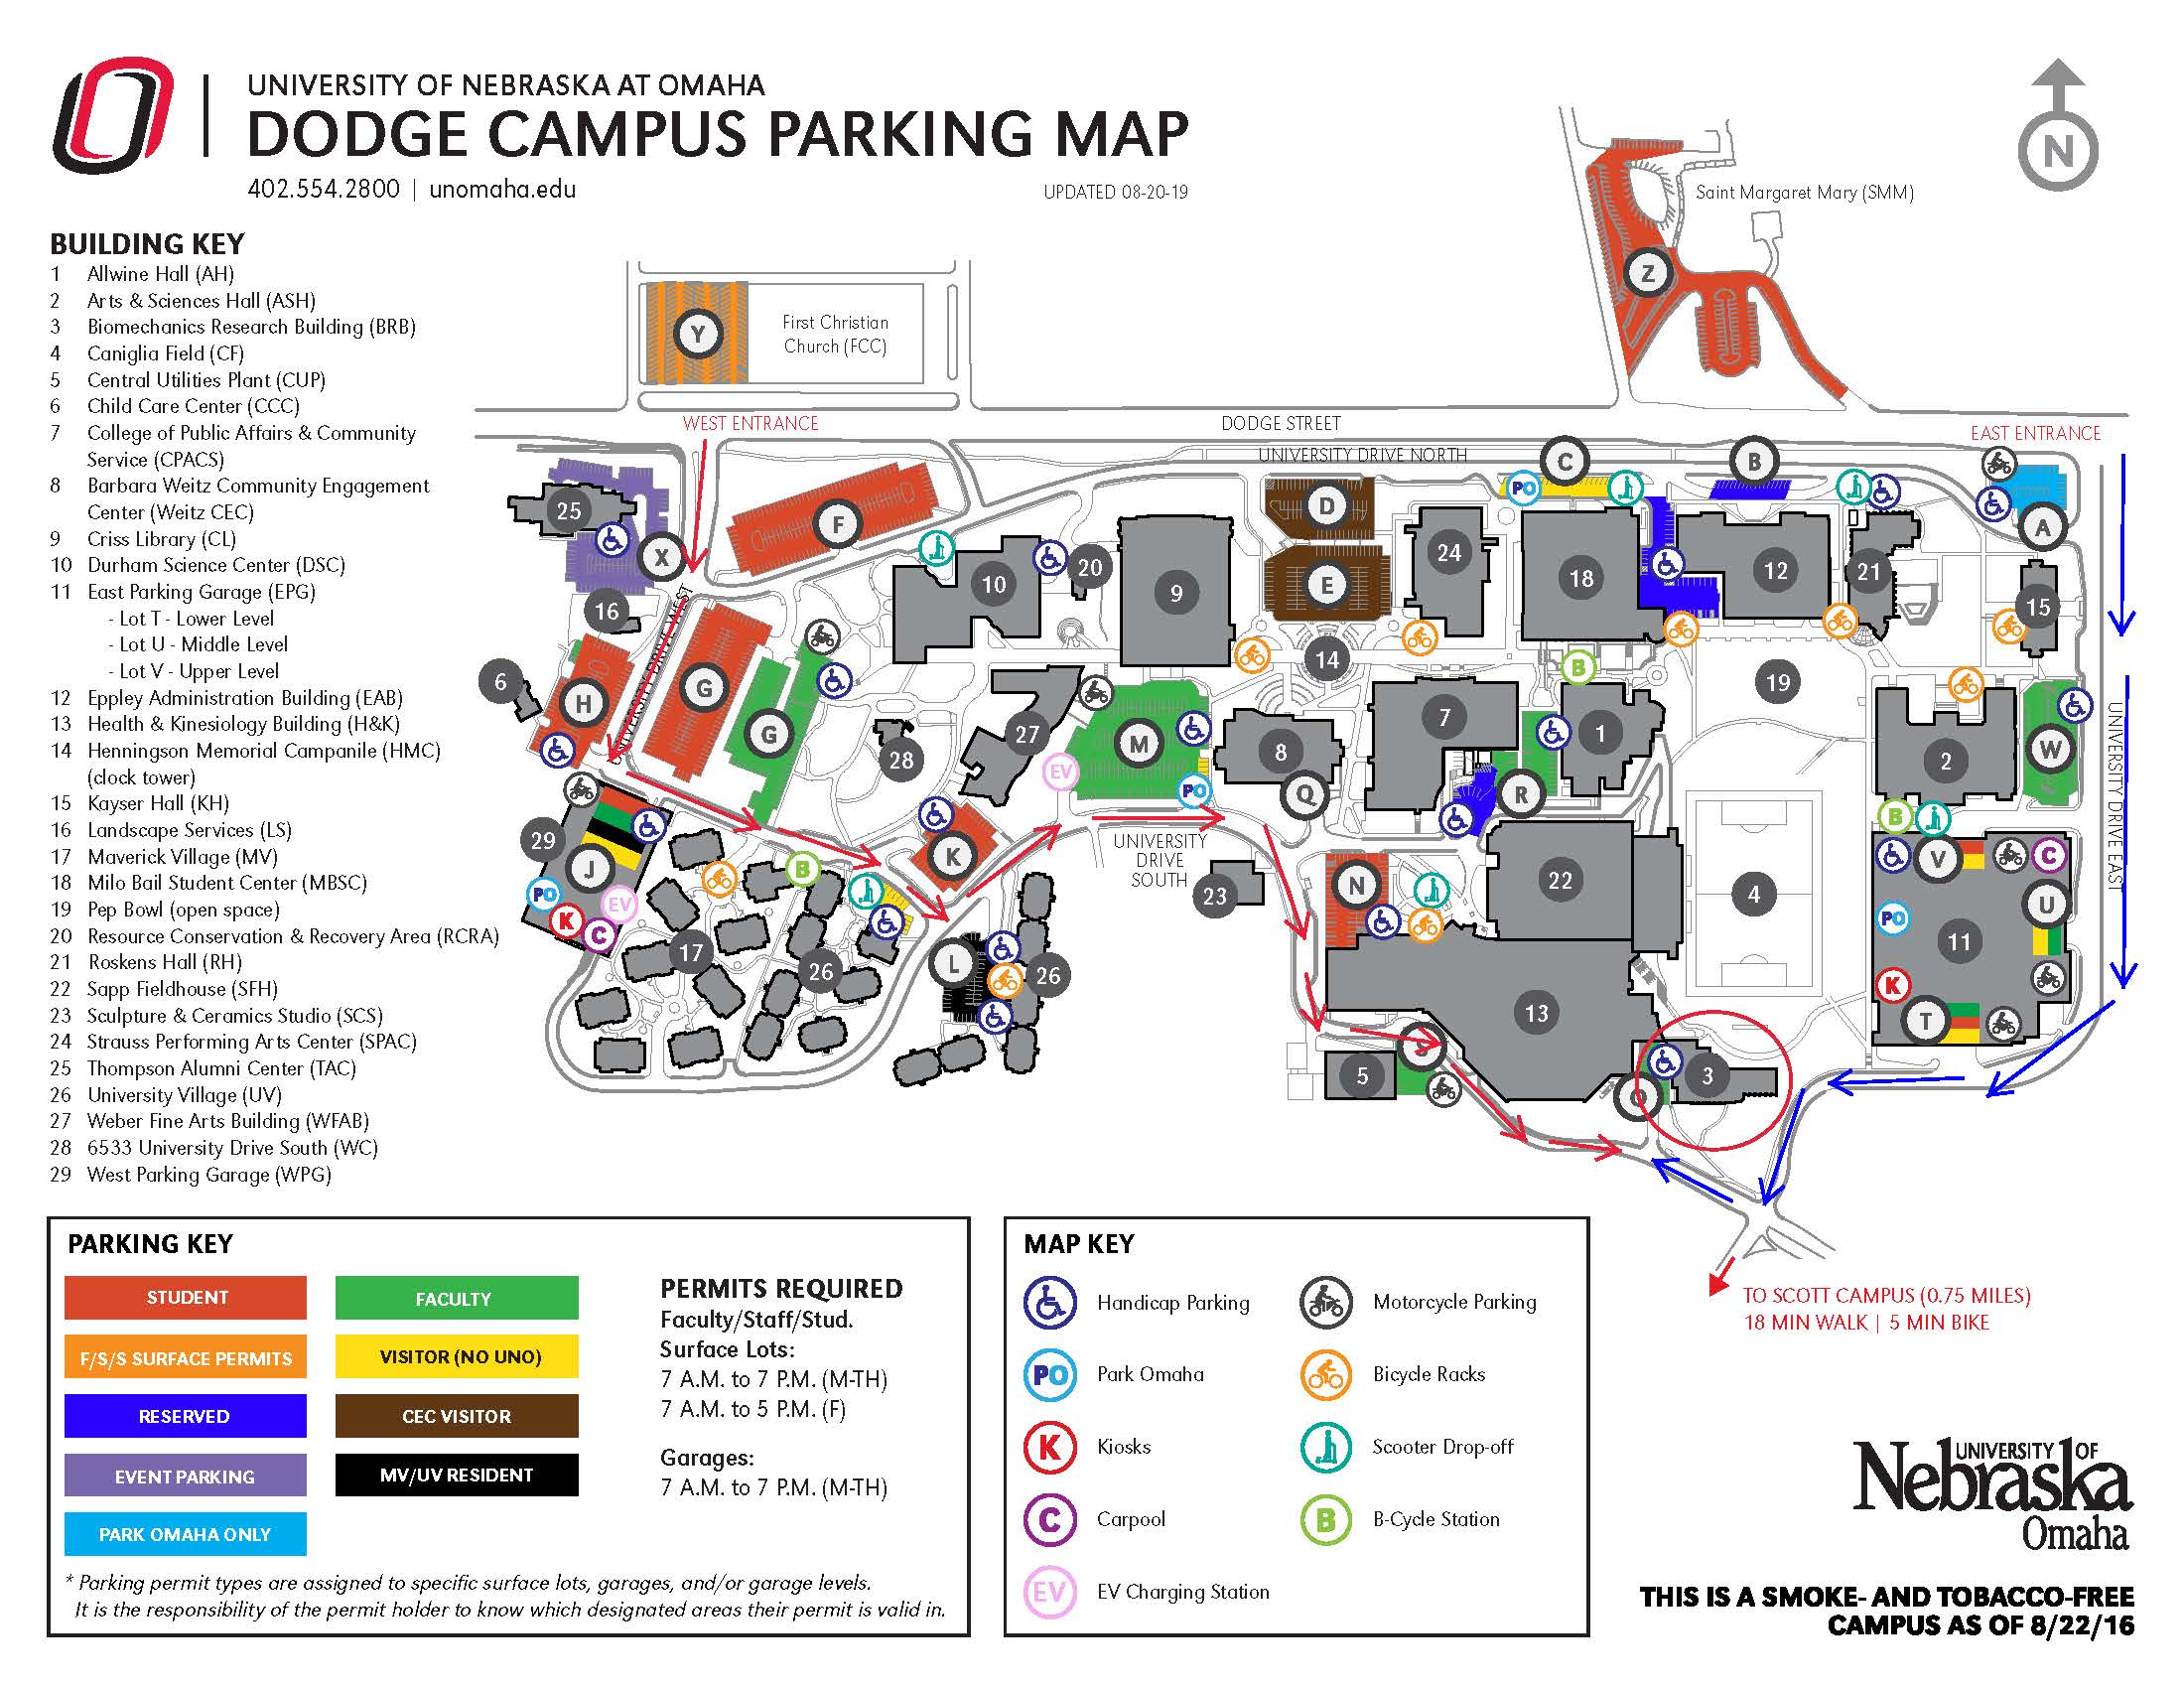 UNIVERSITY OF NEBRASKA AT OMAHA
DODGE CAMPUS PARKING MAP
402.554.2800 | unomaha.edu
UPDATED 08-20-19
N
BUILDING KEY
1 Allwine Hall (AH)
2 Arts & Sciences Hall (ASH)
3 Biomechanics Research Building (BRB)
4 Caniglia Field (CF)
5 Central Utilities Plant (CUP)
6 Child Care Center (CCC)
7 College of Public Affairs & Community
Service (CPACS)
8 Barbara Weitz Community Engagement
Center (Weitz CEC)
9 Criss Library (CL)
10 Durham Science Center (DSC)
11 East Parking Garage (EPG)
- Lot T - Lower Level
- Lot U - Middle Level
- Lot V - Upper Level
12 Eppley Administration Building (EAB)
13 Health & Kinesiology Building (H&K)
14 Henningson Memorial Campanile (HMC)
(clock tower)
15 Kayser Hall (KH)
16 Landscape Services (LS)
17 Maverick Village (MV)
18 Milo Bail Student Center (MBSC)
19 Pep Bowl (open space)
20 Resource Conservation & Recovery Area (RCRA)
21 Roskens Hall (RH)
22 Sapp Fieldhouse (SFH)
23 Sculpture & Ceramics Studio (SCS)
24 Strauss Performing Arts Center (SPAC)
25 Thompson Alumni Center (TAC)
26 University Village (UV)
27 Weber Fine Arts Building (WFAB)
28 6533 University Drive South (WC)
29 West Parking Garage (WPG)
Saint Margaret Mary (SMM)
Z
Y
First Christian
Church (FCC)
WEST ENTRANCE
DODGE STREET
EAST ENTRANCE
UNIVERSITY DRIVE NORTH
C
B
PO
25
X
F
D
A
24
10
20
9
E
18
12
21
16
15
14
B
6
H
G
G
19
UNIVERSITY DRIVE WEST
27
M
7
1
W
UNIVERSITY DRIVE EAST
28
EV
PO
8
Q
R
2
B
29
J
K
UNIVERSITY
DRIVE
SOUTH
V
C
B
PO
EV
K
C
23
N
22
4
U
PO
11
17
26
L
26
K
13
T
S
5
O
3
TO SCOTT CAMPUS (0.75 MILES)
18 MIN WALK | 5 MIN BIKE
PARKING KEY
STUDENT
FACULTY
F/S/S SURFACE PERMITS
VISITOR (NO UNO)
RESERVED
CEC VISITOR
EVENT PARKING
MV/UV RESIDENT
PARK OMAHA ONLY
PERMITS REQUIRED
Faculty/Staff/Stud.
Surface Lots:
7 A.M. to 7 P.M. (M-TH)
7 A.M. to 5 P.M. (F)
Garages:
7 A.M. to 7 P.M. (M-TH)
* Parking permit types are assigned to specific surface lots, garages, and/or garage levels.
It is the responsibility of the permit holder to know which designated areas their permit is valid in.
MAP KEY
Handicap Parking
Motorcycle Parking
PO Park Omaha
Bicycle Racks
K Kiosks
Scooter Drop-off
C Carpool
B B-Cycle Station
EV EV Charging Station
UNIVERSITY OF
Nebraska
Omaha
THIS IS A SMOKE- AND TOBACCO-FREE
CAMPUS AS OF 8/22/16